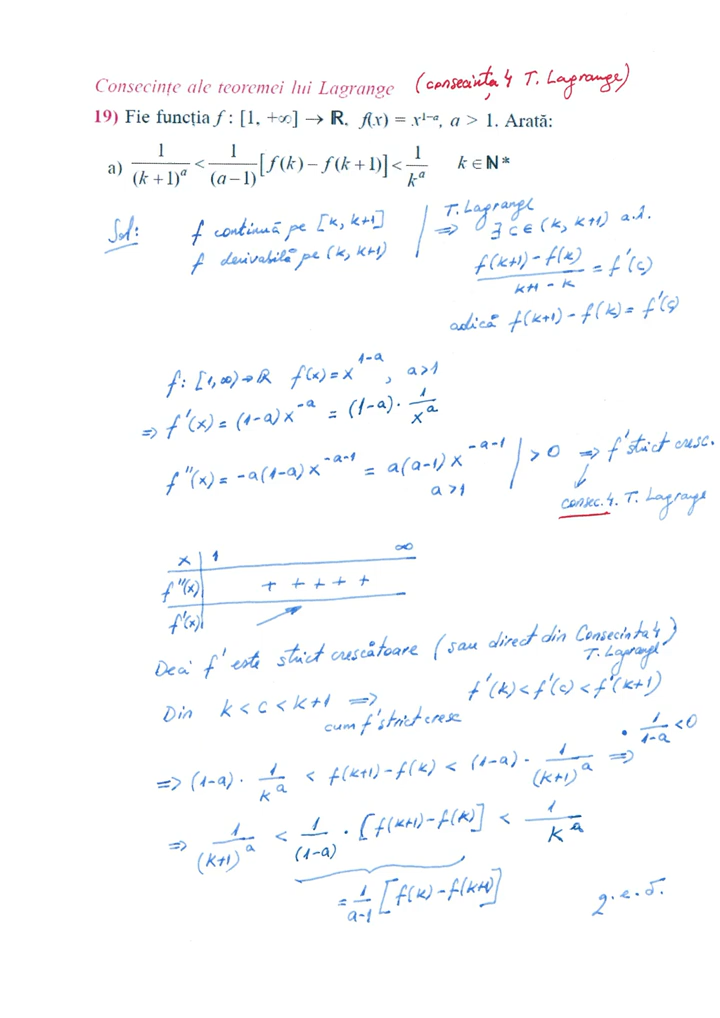 Consecințe ale teoremei lui Lagrange (consecința 4 T. Lagrange)
19) Fie funcția f : [1, +∞] → R, f(x) = x^{1-a}, a > 1. Arată:
a) 1/(k+1)^a < 1/(a-1) [f(k) - f(k+1)] < 1/k^a k ∈ N*
Sol: f continuă pe [k, k+1] | T. Lagrange
f derivabilă pe (k, k+1) | ⇒ ∃ c ∈ (k, k+1) a.î.
(f(k+1) - f(k))/(k+1 - k) = f'(c)
adică f(k+1) - f(k) = f'(c)
f: [1, ∞) → R f(x) = x^{1-a}, a>1
⇒ f'(x) = (1-a) x^{-a} = (1-a) · 1/x^a
f''(x) = -a(1-a) x^{-a-1} = a(a-1) x^{-a-1} | > 0 ⇒ f' strict cresc.
a>1
consec. 4. T. Lagrange
x | 1 ∞
f''(x) | + + + + +
f'(x) | ↗
Deci f' este strict crescătoare (sau direct din Consecinta 4)
T. Lagrange
Din k < c < k+1 ⇒ f'(k) < f'(c) < f'(k+1)
cum f' strict cresc
⇒ (1-a) · 1/k^a < f(k+1) - f(k) < (1-a) · 1/(k+1)^a ⇒ · 1/(1-a) < 0
⇒ 1/(k+1)^a < 1/(1-a) · [f(k+1) - f(k)] < 1/k^a
= 1/(a-1) [f(k) - f(k+1)]
q.e.d.